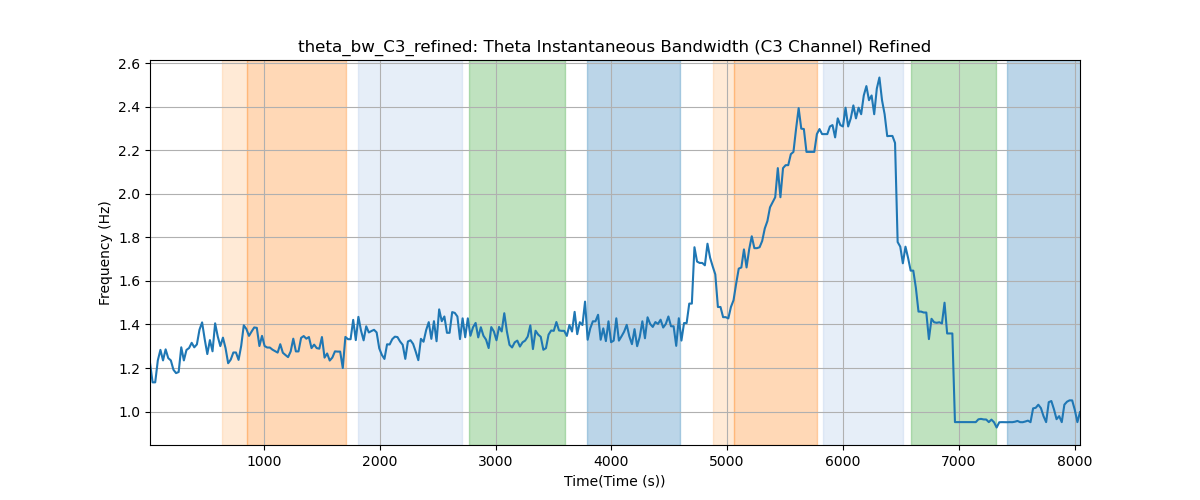 theta_bw_C3_refined: Theta Instantaneous Bandwidth (C3 Channel) Refined
2.6
2.4
2.2
2.0
1.8
1.6
1.4
1.2
1.0
Frequency (Hz)
1000 2000 3000 4000 5000 6000 7000 8000
Time(Time (s))